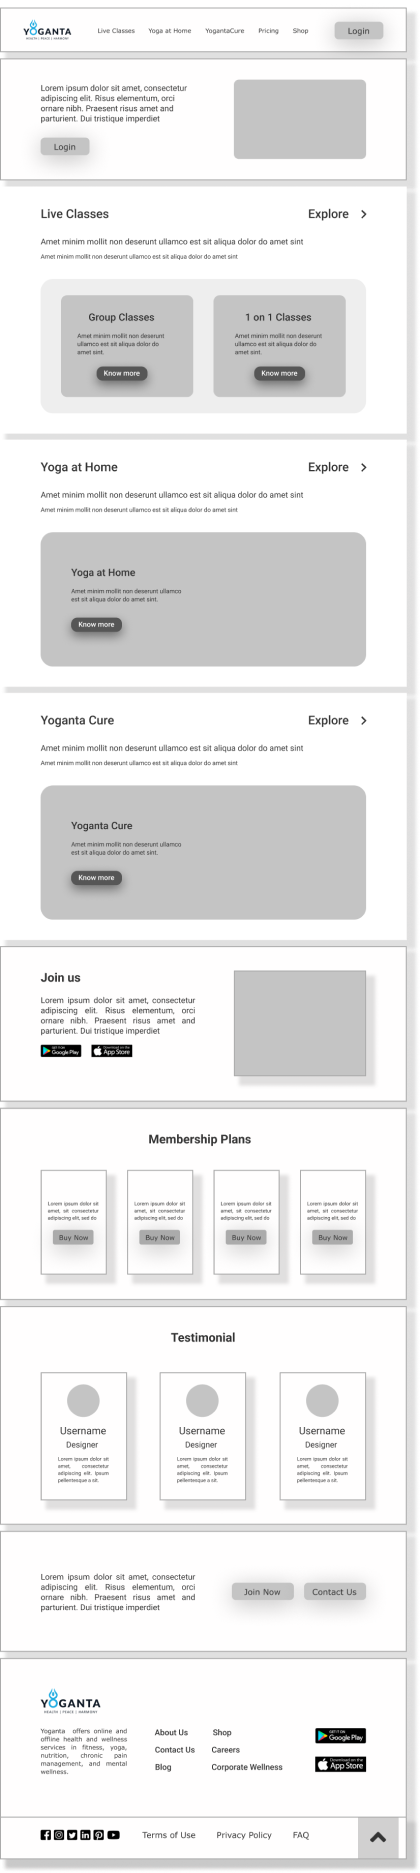 YOGANTA
HEALTH | PEACE | HARMONY
Live Classes Yoga at Home YogantaCure Pricing Shop Login
Lorem ipsum dolor sit amet, consectetur
adipiscing elit. Risus elementum, orci
ornare nibh. Praesent risus amet and
parturient. Dui tristique imperdiet
Login
Live Classes Explore
Amet minim mollit non deserunt ullamco est sit aliqua dolor do amet sint
Amet minim mollit non deserunt ullamco est sit aliqua dolor do amet sint
Group Classes
Amet minim mollit non deserunt
ullamco est sit aliqua dolor do
amet sint.
Know more
1 on 1 Classes
Amet minim mollit non deserunt
ullamco est sit aliqua dolor do
amet sint.
Know more
Yoga at Home Explore
Amet minim mollit non deserunt ullamco est sit aliqua dolor do amet sint
Amet minim mollit non deserunt ullamco est sit aliqua dolor do amet sint
Yoga at Home
Amet minim mollit non deserunt ullamco
est sit aliqua dolor do amet sint.
Know more
Yoganta Cure Explore
Amet minim mollit non deserunt ullamco est sit aliqua dolor do amet sint
Amet minim mollit non deserunt ullamco est sit aliqua dolor do amet sint
Yoganta Cure
Amet minim mollit non deserunt ullamco
est sit aliqua dolor do amet sint.
Know more
Join us
Lorem ipsum dolor sit amet, consectetur
adipiscing elit. Risus elementum, orci
ornare nibh. Praesent risus amet and
parturient. Dui tristique imperdiet
GET IT ON
Google Play
Download on the
App Store
Membership Plans
Lorem ipsum dolor sit
amet, sit consectetur
adipiscing elit, sed do
Buy Now
Lorem ipsum dolor sit
amet, sit consectetur
adipiscing elit, sed do
Buy Now
Lorem ipsum dolor sit
amet, sit consectetur
adipiscing elit, sed do
Buy Now
Lorem ipsum dolor sit
amet, sit consectetur
adipiscing elit, sed do
Buy Now
Testimonial
Username
Designer
Lorem ipsum dolor sit
amet, consectetur
adipiscing elit. Ipsum
pellentesque a sit.
Username
Designer
Lorem ipsum dolor sit
amet, consectetur
adipiscing elit. Ipsum
pellentesque a sit.
Username
Designer
Lorem ipsum dolor sit
amet, consectetur
adipiscing elit. Ipsum
pellentesque a sit.
Lorem ipsum dolor sit amet, consectetur
adipiscing elit. Risus elementum, orci
ornare nibh. Praesent risus amet and
parturient. Dui tristique imperdiet
Join Now Contact Us
YOGANTA
HEALTH | PEACE | HARMONY
Yoganta offers online and
offline health and wellness
services in fitness, yoga,
nutrition, chronic pain
management, and mental
wellness.
About Us Shop
Contact Us Careers
Blog Corporate Wellness
GET IT ON
Google Play
Download on the
App Store
Terms of Use Privacy Policy FAQ